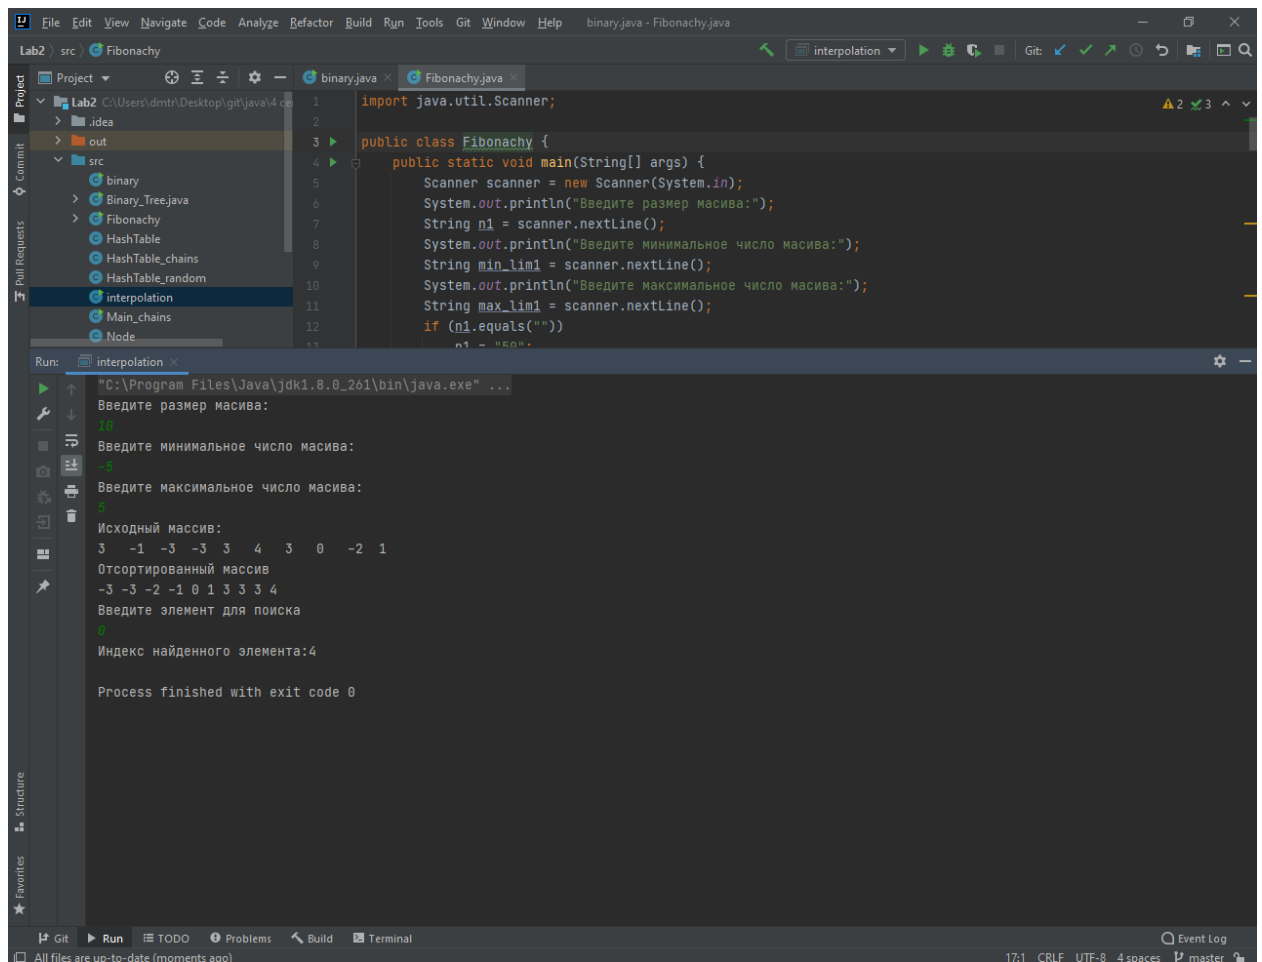 File Edit View Navigate Code Analyze Refactor Build Run Tools Git Window Help binary.java - Fibonachy.java
Lab2 src Fibonachy interpolation Git:
Project binary.java Fibonachy.java
Lab2 C:\Users\dmtr\Desktop\git\java\4 ce
.idea
out
src
binary
Binary_Tree.java
Fibonachy
HashTable
HashTable_chains
HashTable_random
interpolation
Main_chains
Node
1 import java.util.Scanner;
2
3 public class Fibonachy {
4 public static void main(String[] args) {
5 Scanner scanner = new Scanner(System.in);
6 System.out.println("Введите размер масива:");
7 String n1 = scanner.nextLine();
8 System.out.println("Введите минимальное число масива:");
9 String min_lim1 = scanner.nextLine();
10 System.out.println("Введите максимальное число масива:");
11 String max_lim1 = scanner.nextLine();
12 if (n1.equals(""))
13 n1 = "50";
2 3
Project
Commit
Pull Requests
Run: interpolation
"C:\Program Files\Java\jdk1.8.0_261\bin\java.exe" ...
Введите размер масива:
10
Введите минимальное число масива:
-5
Введите максимальное число масива:
5
Исходный массив:
3 -1 -3 -3 3 4 3 0 -2 1
Отсортированный массив
-3 -3 -2 -1 0 1 3 3 3 4
Введите элемент для поиска
0
Индекс найденного элемента:4
Process finished with exit code 0
Structure
Favorites
Git Run TODO Problems Build Terminal Event Log
All files are up-to-date (moments ago) 17:1 CRLF UTF-8 4 spaces master